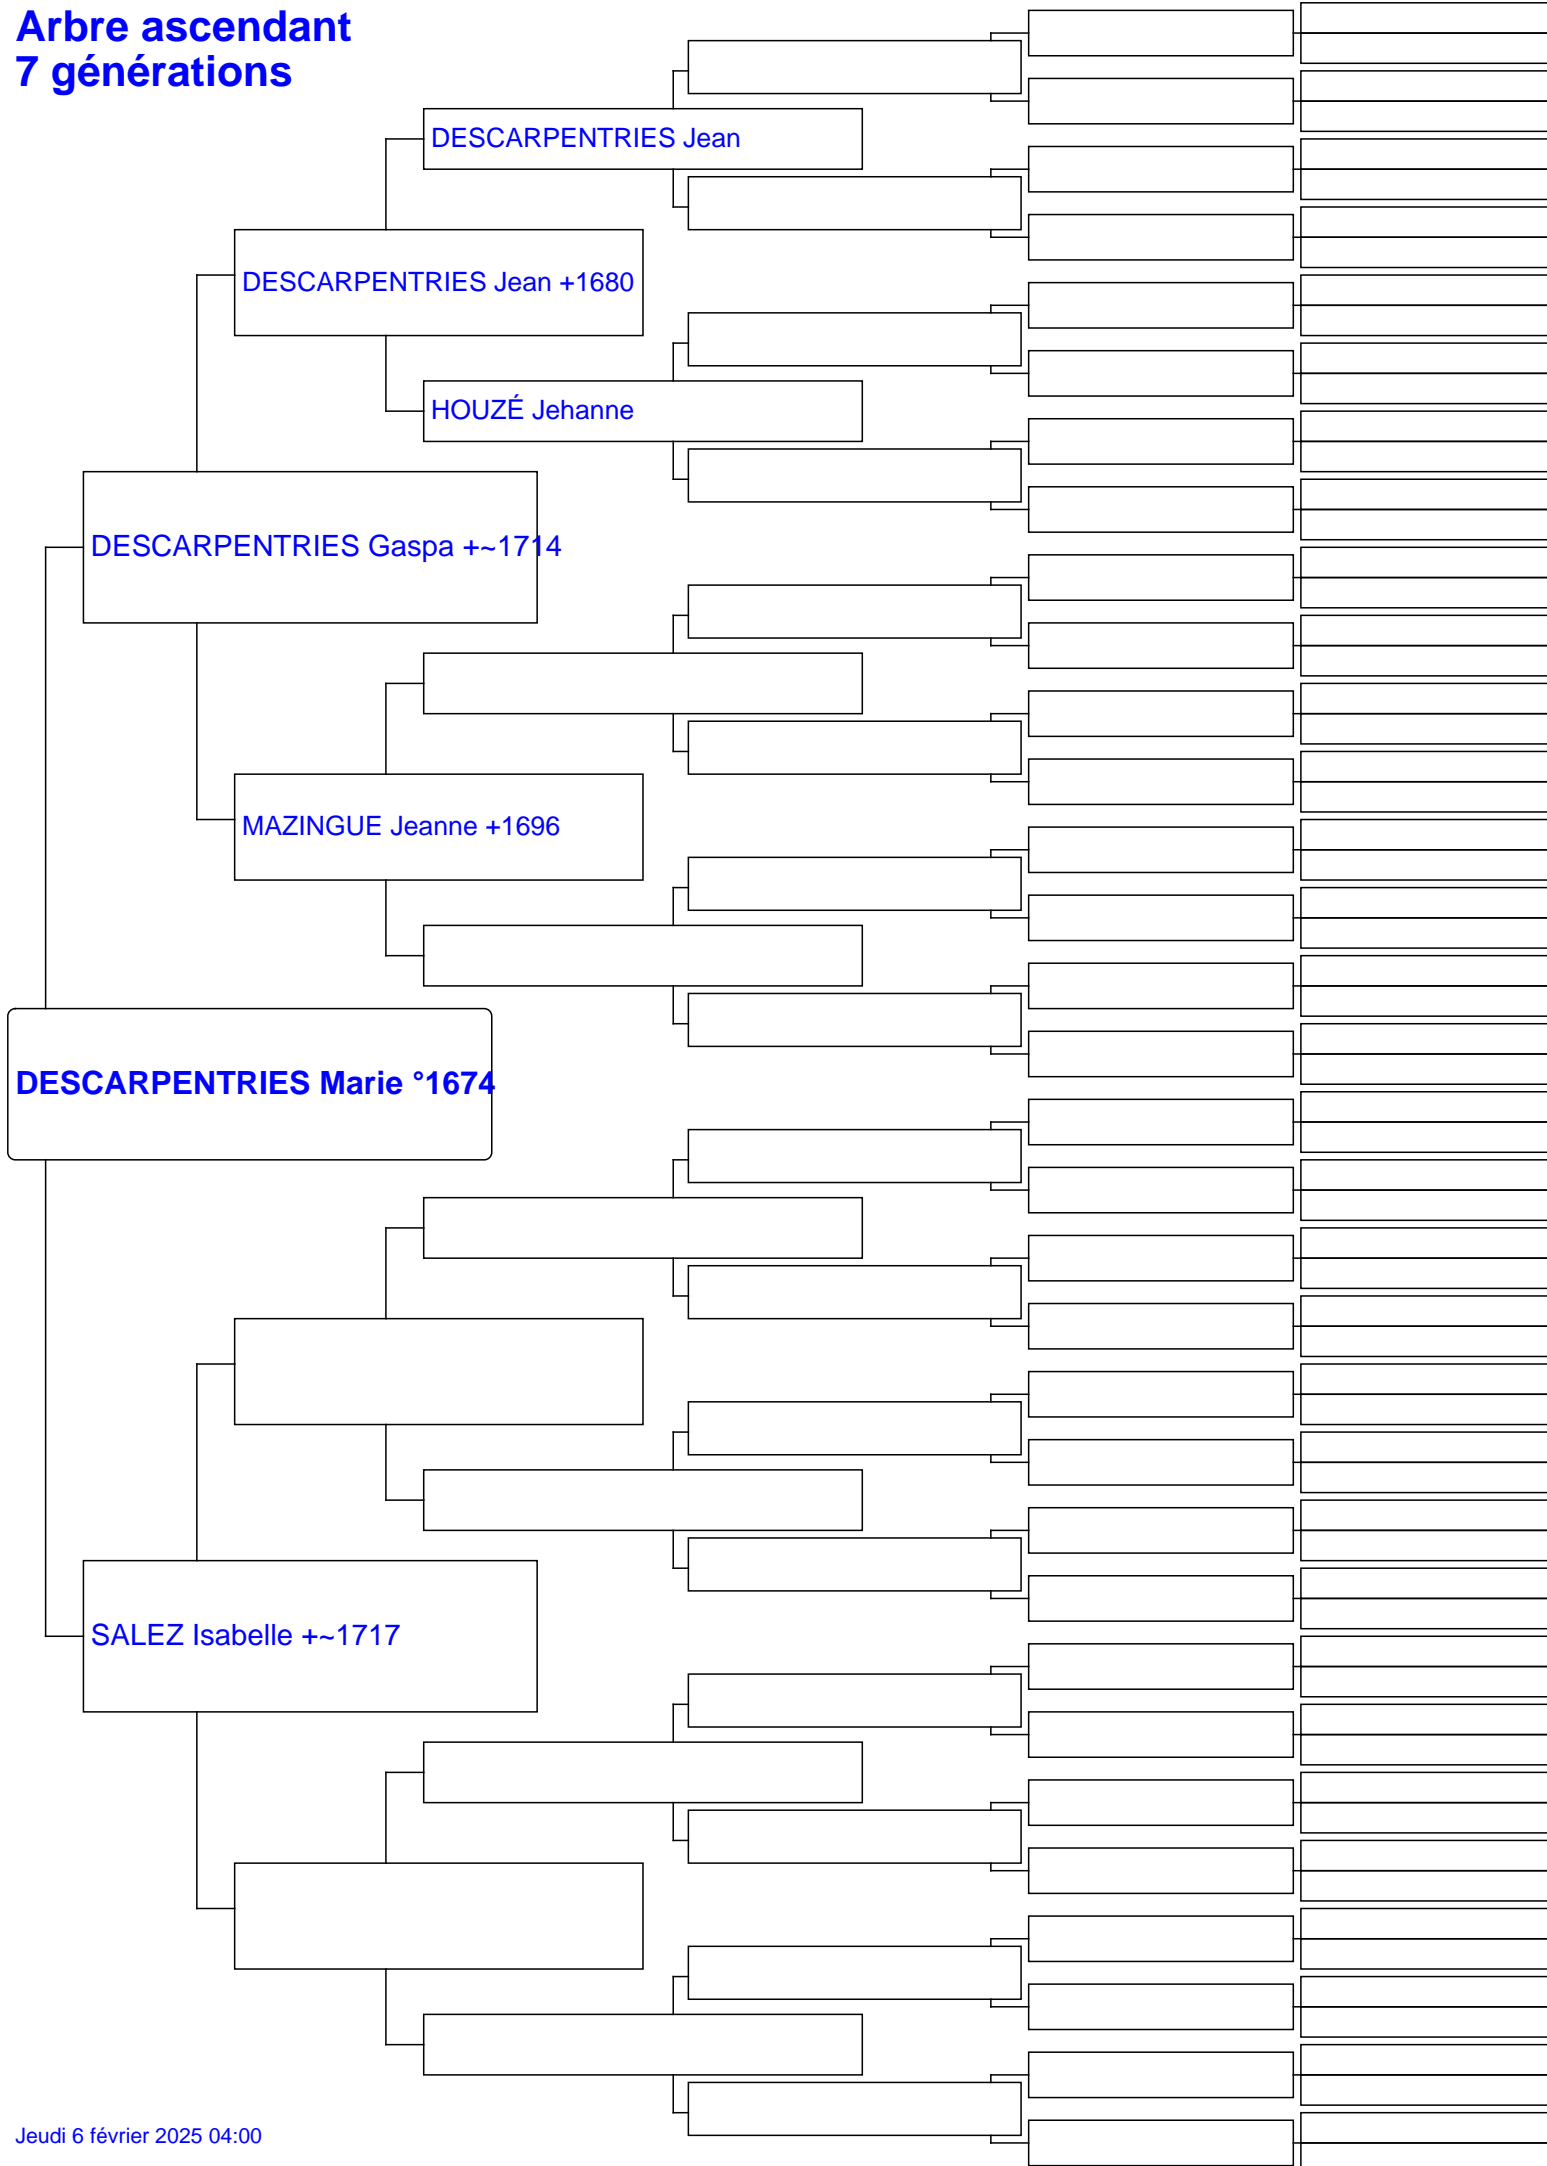 Arbre ascendant
7 générations
DESCARPENTRIES Jean
DESCARPENTRIES Jean +1680
HOUZÉ Jehanne
DESCARPENTRIES Gaspa +~1714
MAZINGUE Jeanne +1696
DESCARPENTRIES Marie °1674
SALEZ Isabelle +~1717
Jeudi 6 février 2025 04:00